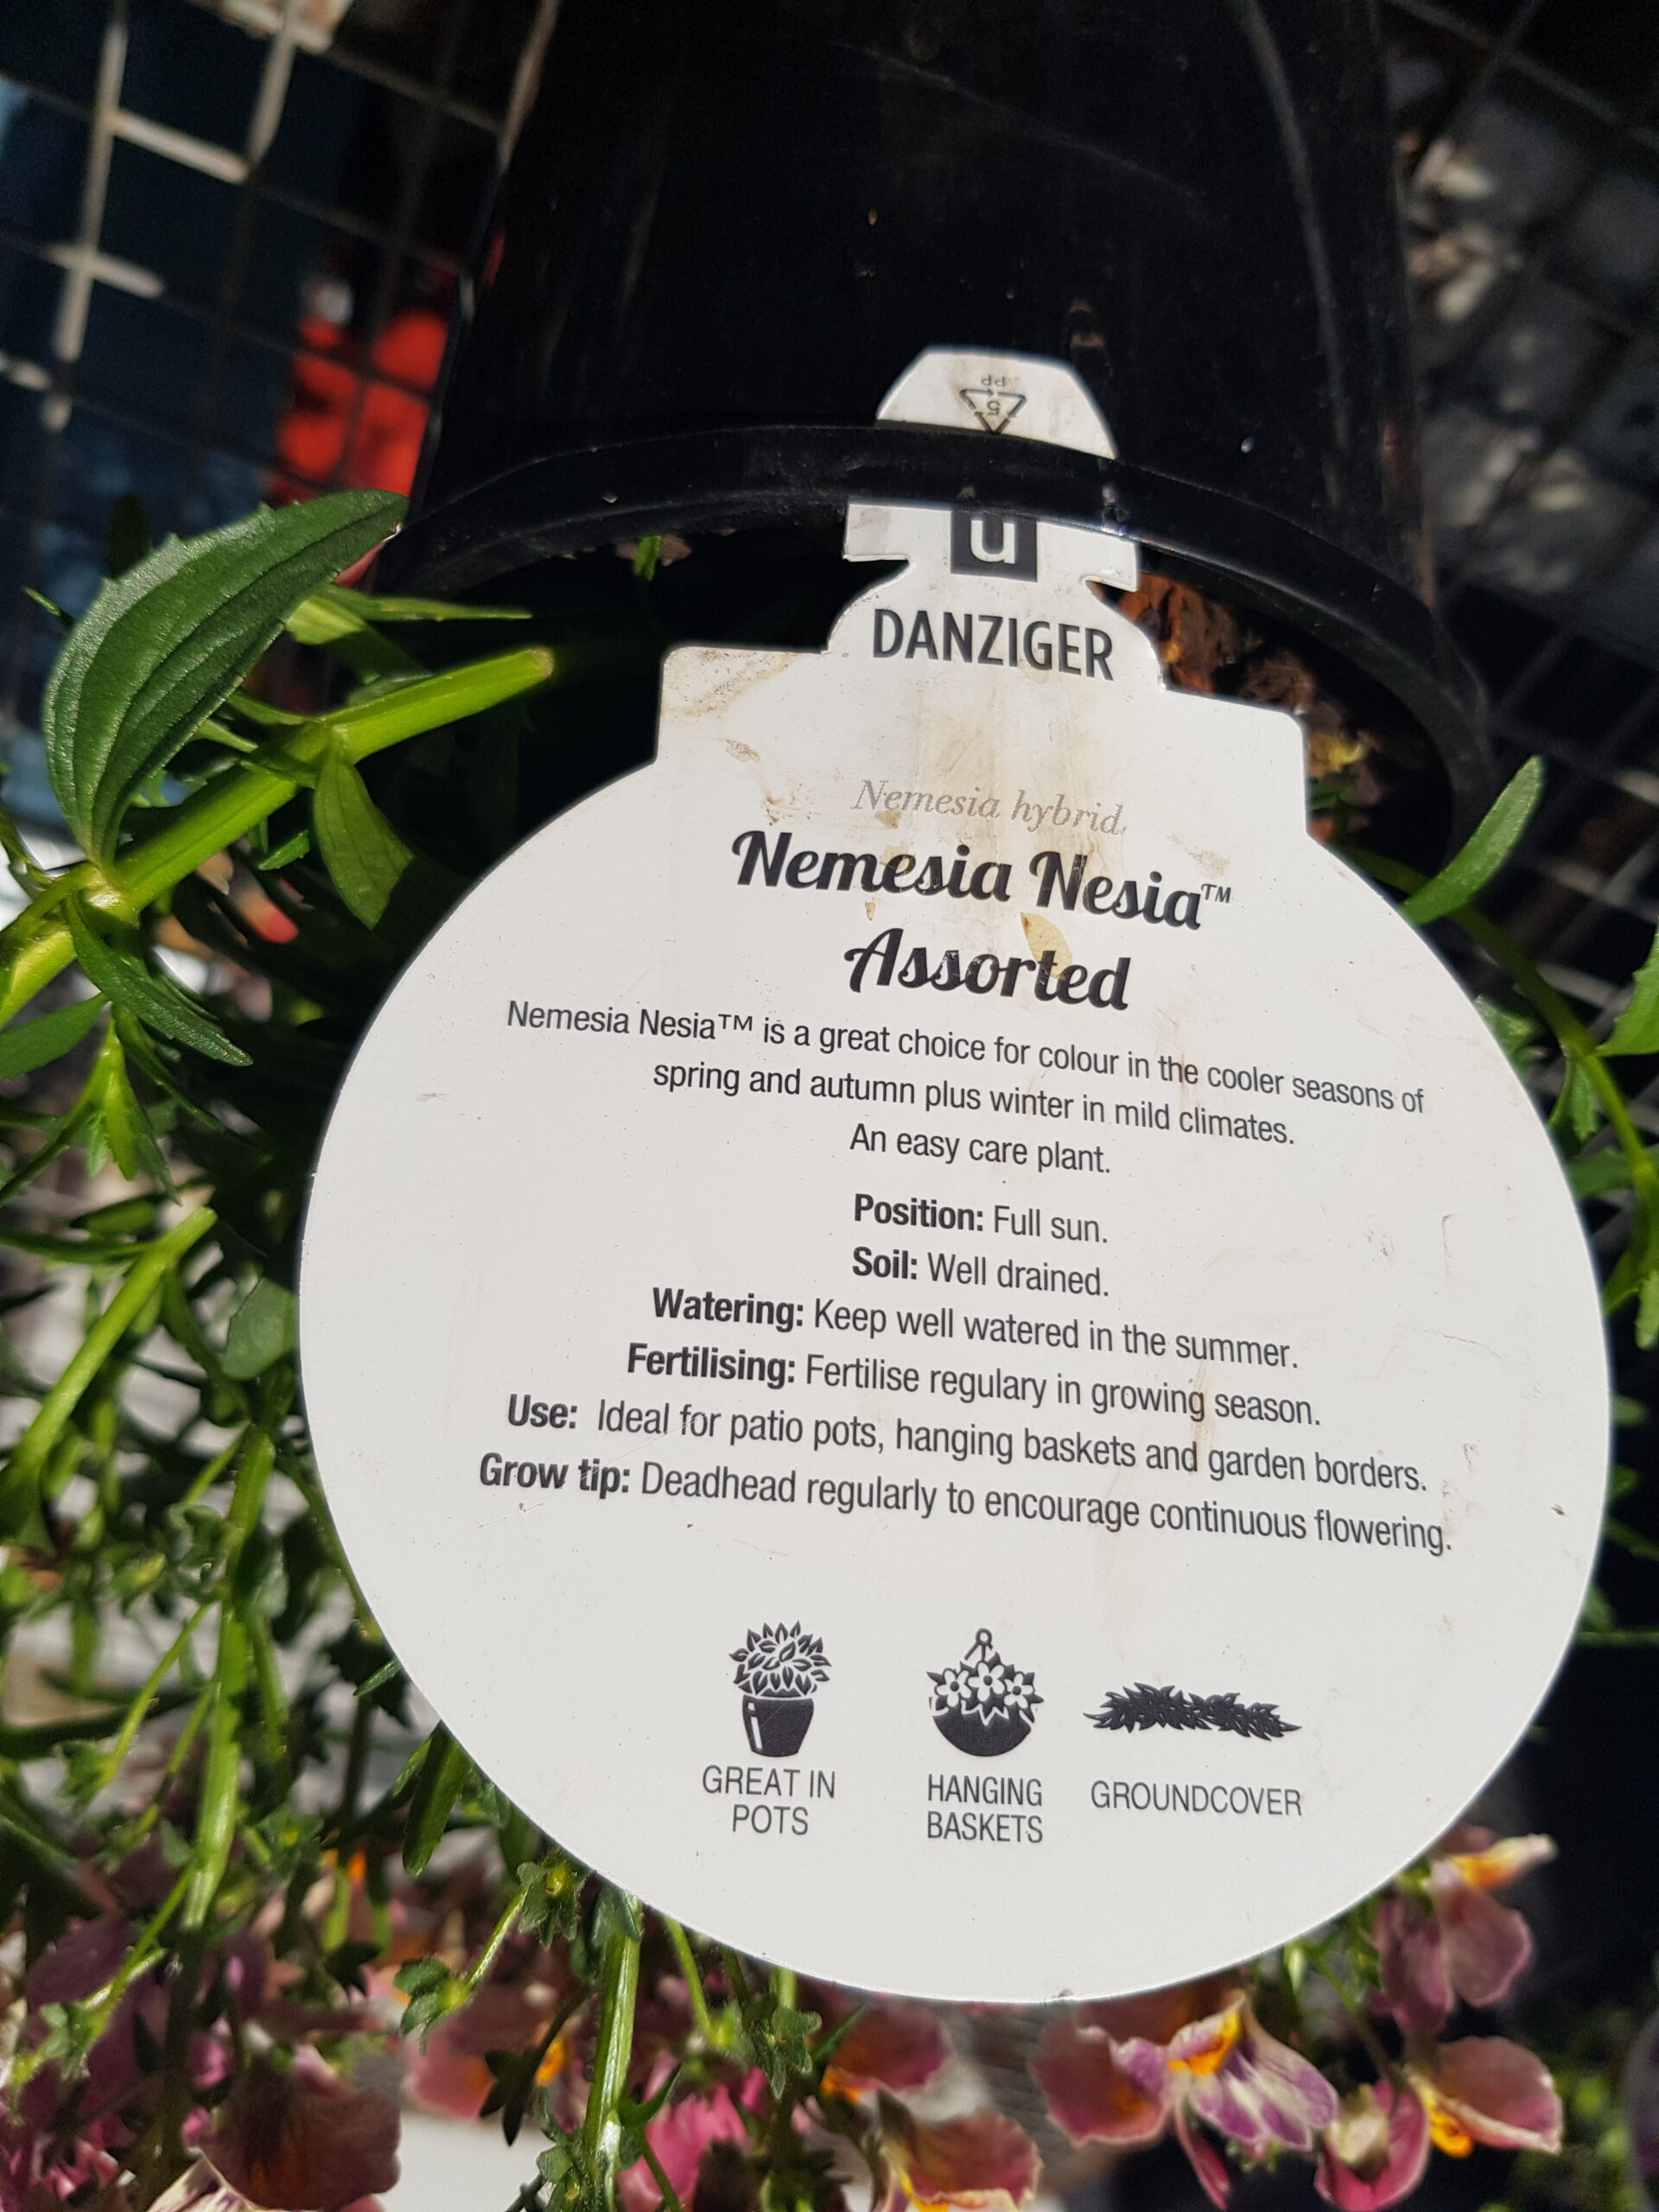 PP
5
u
DANZIGER
Nemesia hybrid
Nemesia Nesia™
Assorted
Nemesia Nesia™ is a great choice for colour in the cooler seasons of
spring and autumn plus winter in mild climates.
An easy care plant.
Position: Full sun.
Soil: Well drained.
Watering: Keep well watered in the summer.
Fertilising: Fertilise regulary in growing season.
Use: Ideal for patio pots, hanging baskets and garden borders.
Grow tip: Deadhead regularly to encourage continuous flowering.
GREAT IN
POTS
HANGING
BASKETS
GROUNDCOVER